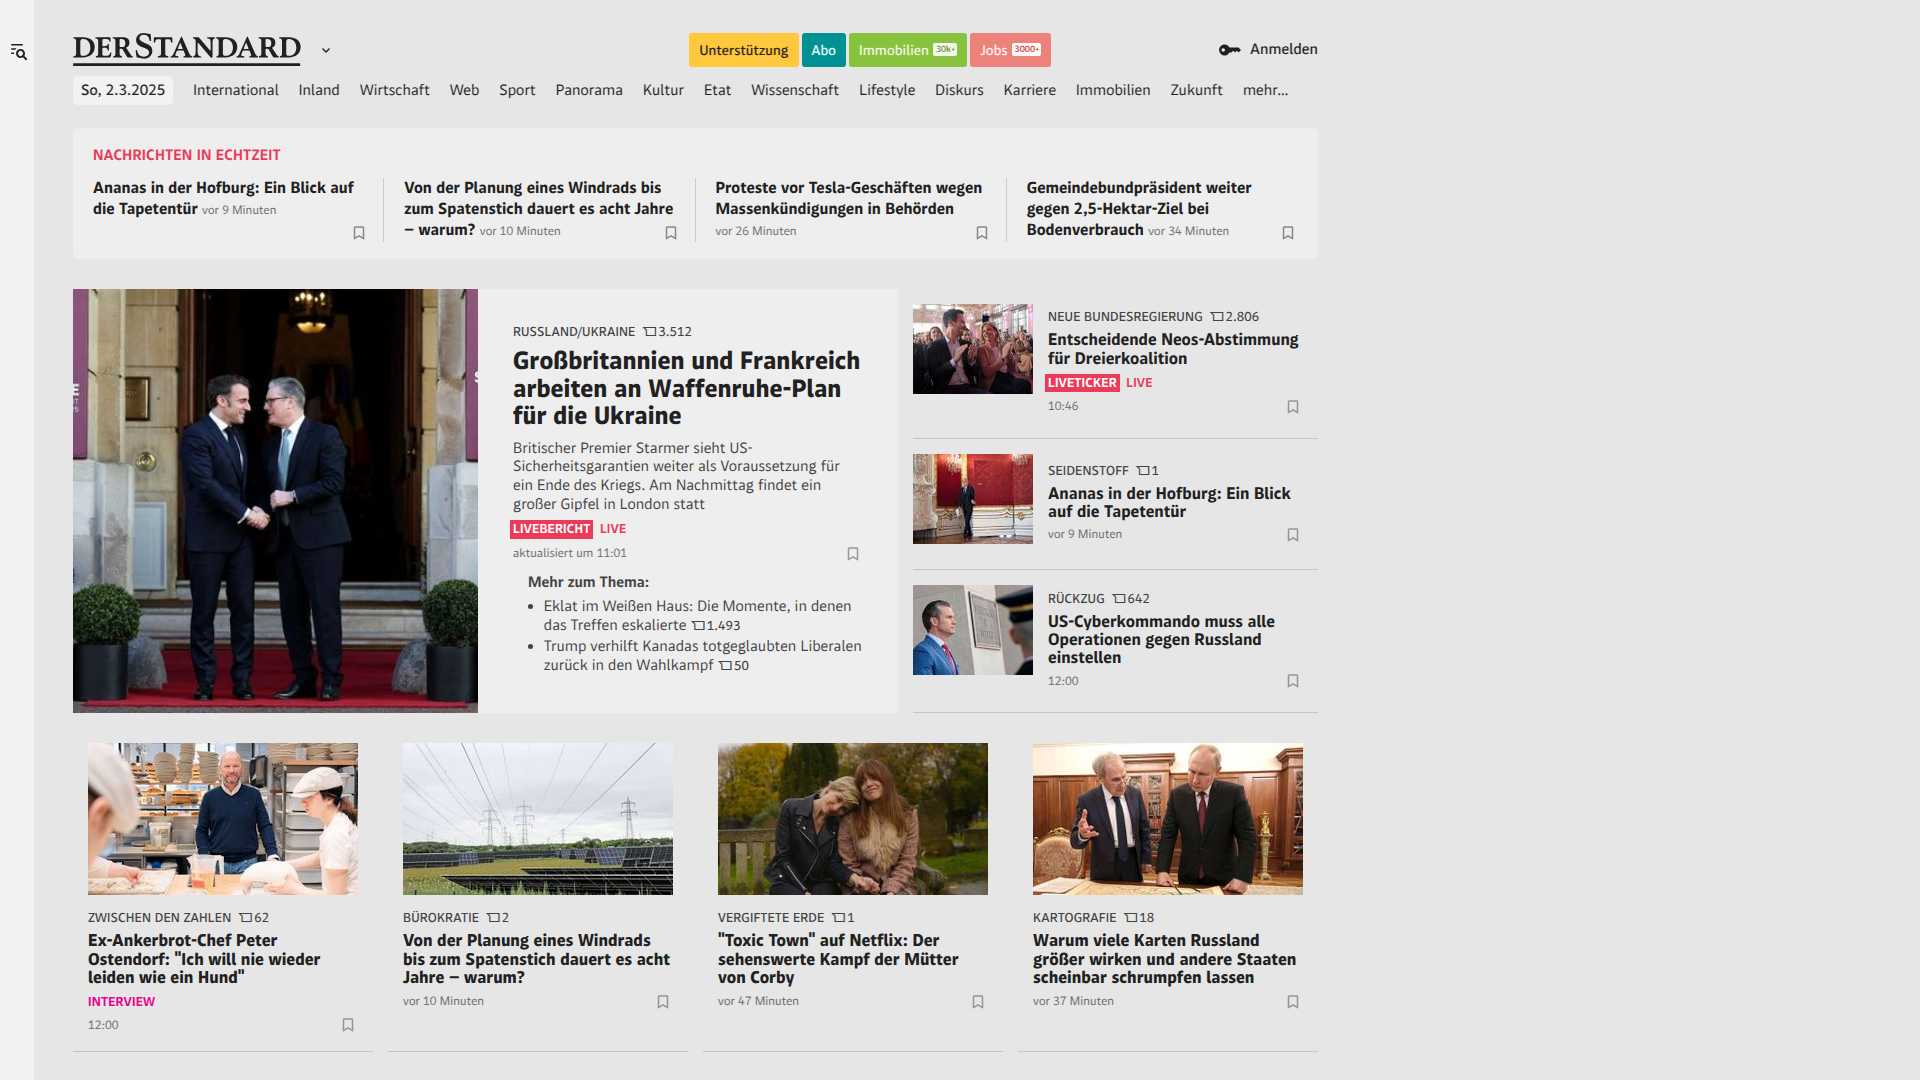 DERSTANDARD
Unterstützung
Abo
Immobilien 30k+
Jobs 3000+
Anmelden
So, 2.3.2025
International
Inland
Wirtschaft
Web
Sport
Panorama
Kultur
Etat
Wissenschaft
Lifestyle
Diskurs
Karriere
Immobilien
Zukunft
mehr...
NACHRICHTEN IN ECHTZEIT
Ananas in der Hofburg: Ein Blick auf
die Tapetentür vor 9 Minuten
Von der Planung eines Windrads bis
zum Spatenstich dauert es acht Jahre
– warum? vor 10 Minuten
Proteste vor Tesla-Geschäften wegen
Massenkündigungen in Behörden
vor 26 Minuten
Gemeindebundpräsident weiter
gegen 2,5-Hektar-Ziel bei
Bodenverbrauch vor 34 Minuten
RUSSLAND/UKRAINE 3.512
Großbritannien und Frankreich
arbeiten an Waffenruhe-Plan
für die Ukraine
Britischer Premier Starmer sieht US-
Sicherheitsgarantien weiter als Voraussetzung für
ein Ende des Kriegs. Am Nachmittag findet ein
großer Gipfel in London statt
LIVEBERICHT LIVE
aktualisiert um 11:01
Mehr zum Thema:
• Eklat im Weißen Haus: Die Momente, in denen
das Treffen eskalierte 1.493
• Trump verhilft Kanadas totgeglaubten Liberalen
zurück in den Wahlkampf 50
NEUE BUNDESREGIERUNG 2.806
Entscheidende Neos-Abstimmung
für Dreierkoalition
LIVETICKER LIVE
10:46
SEIDENSTOFF 1
Ananas in der Hofburg: Ein Blick
auf die Tapetentür
vor 9 Minuten
RÜCKZUG 642
US-Cyberkommando muss alle
Operationen gegen Russland
einstellen
12:00
ZWISCHEN DEN ZAHLEN 62
Ex-Ankerbrot-Chef Peter
Ostendorf: "Ich will nie wieder
leiden wie ein Hund"
INTERVIEW
12:00
BÜROKRATIE 2
Von der Planung eines Windrads
bis zum Spatenstich dauert es acht
Jahre – warum?
vor 10 Minuten
VERGIFTETE ERDE 1
"Toxic Town" auf Netflix: Der
sehenswerte Kampf der Mütter
von Corby
vor 47 Minuten
KARTOGRAFIE 18
Warum viele Karten Russland
größer wirken und andere Staaten
scheinbar schrumpfen lassen
vor 37 Minuten